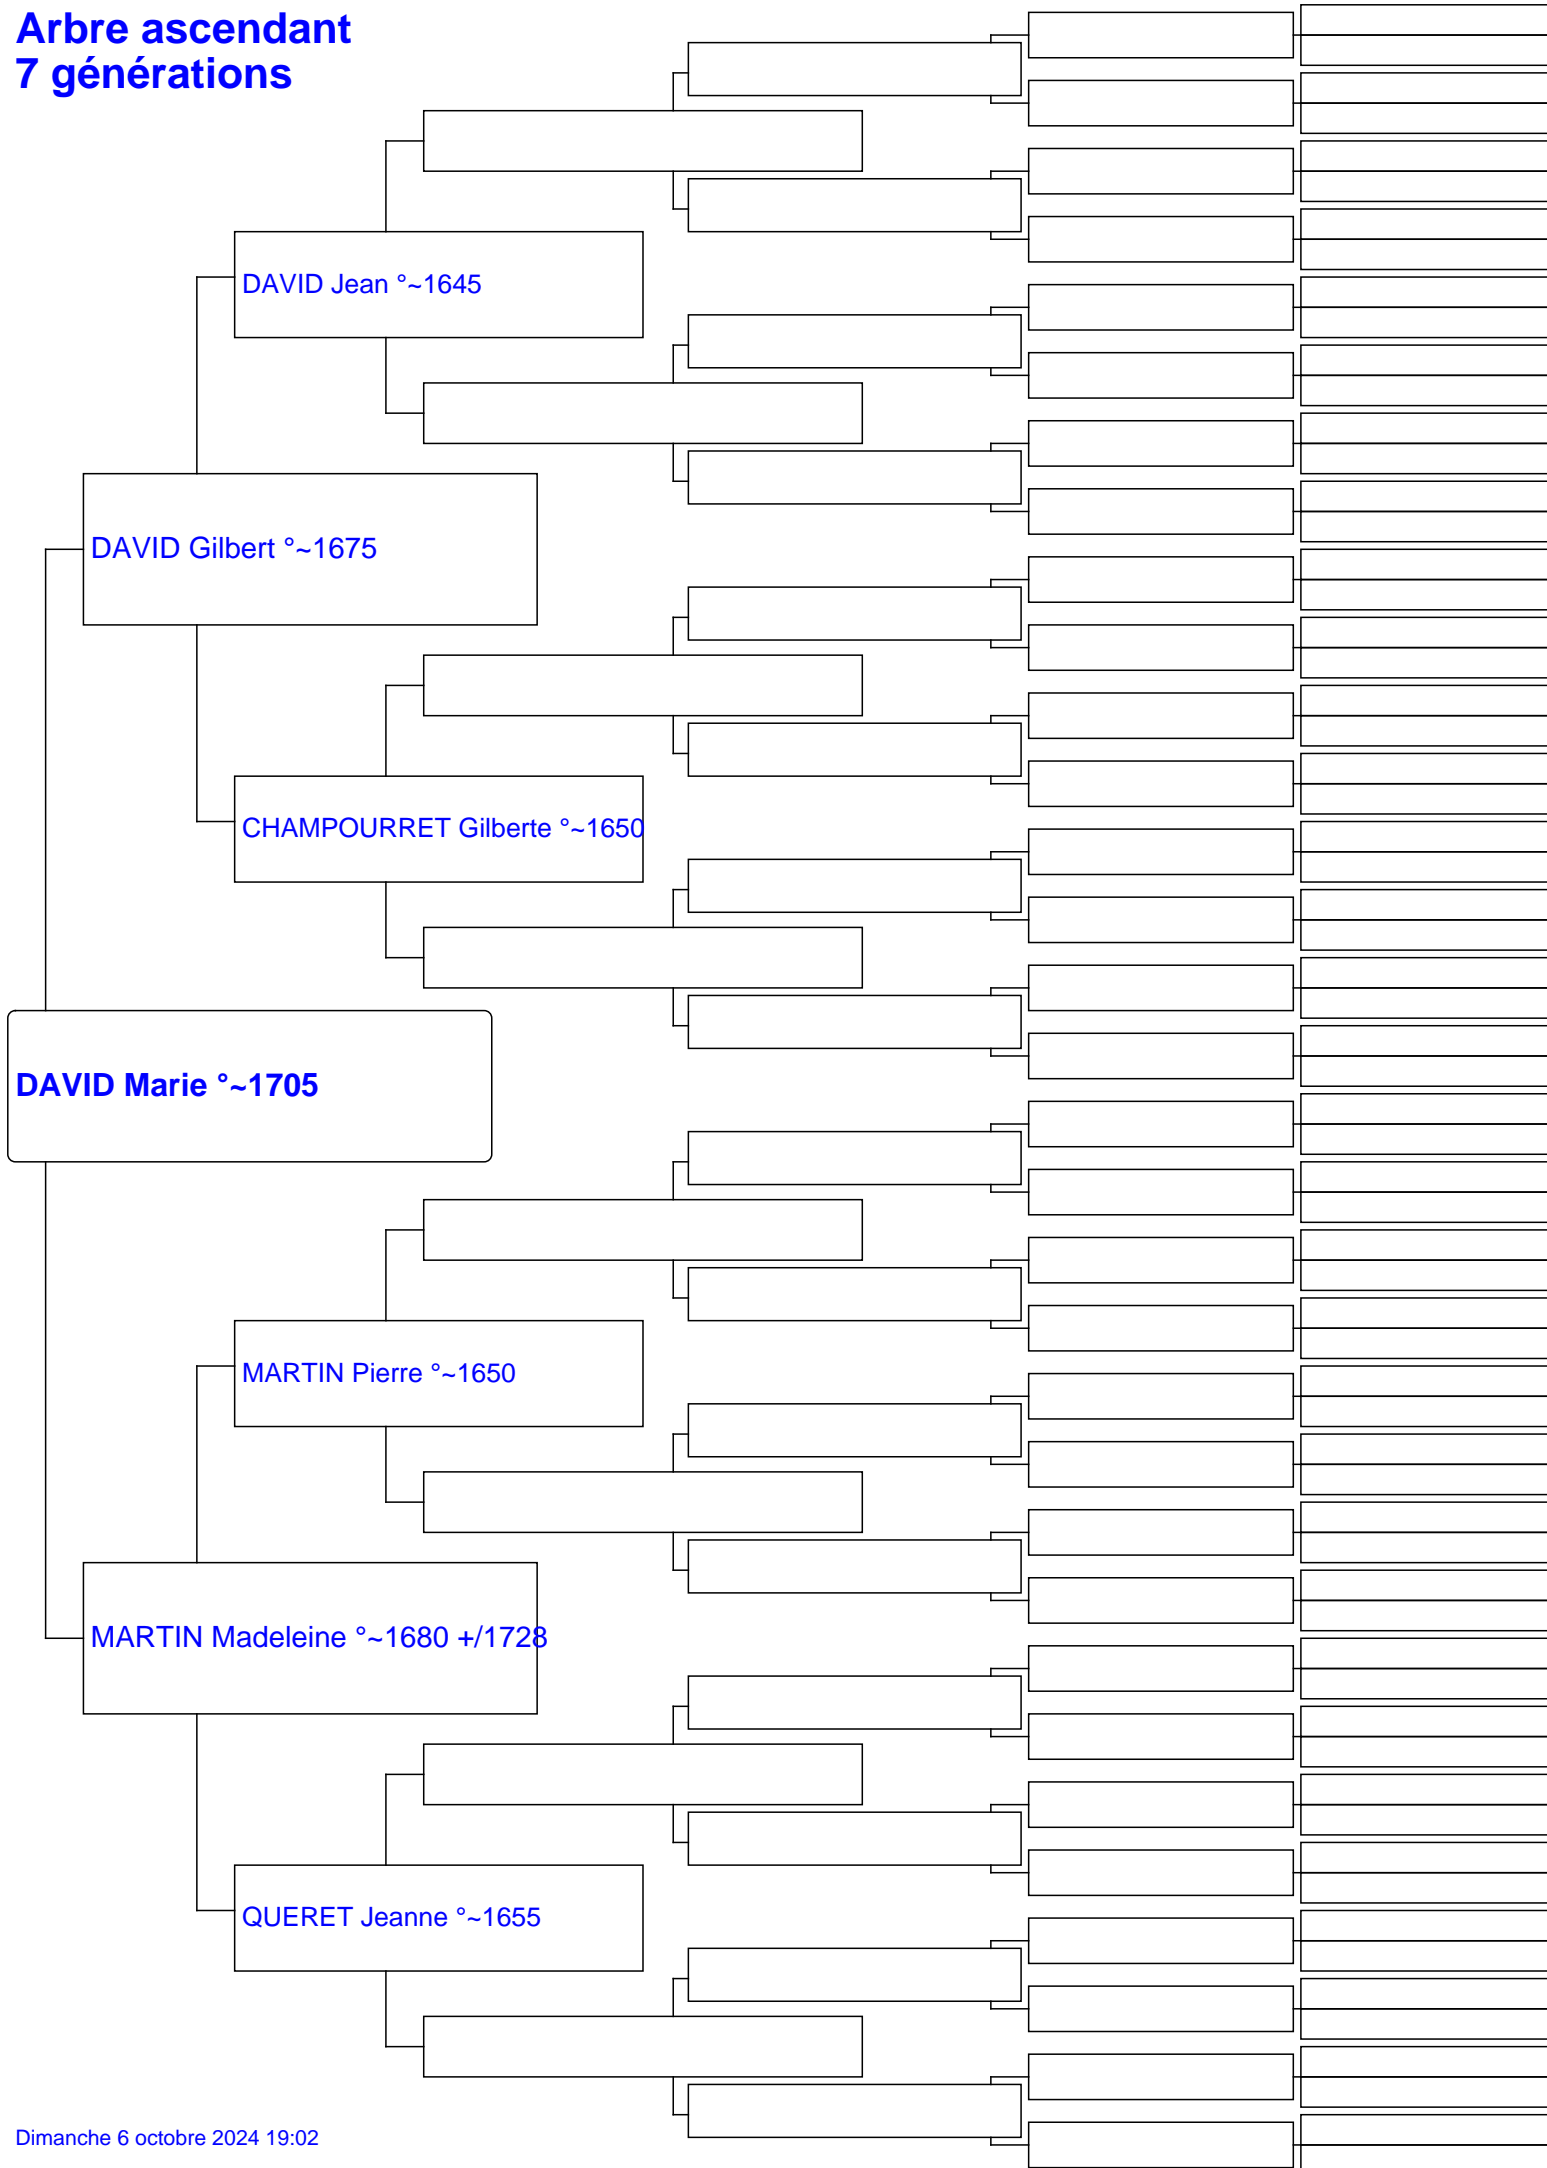 Arbre ascendant
7 générations
DAVID Jean °~1645
DAVID Gilbert °~1675
CHAMPOURRET Gilberte °~1650
DAVID Marie °~1705
MARTIN Pierre °~1650
MARTIN Madeleine °~1680 +/1728
QUERET Jeanne °~1655
Dimanche 6 octobre 2024 19:02